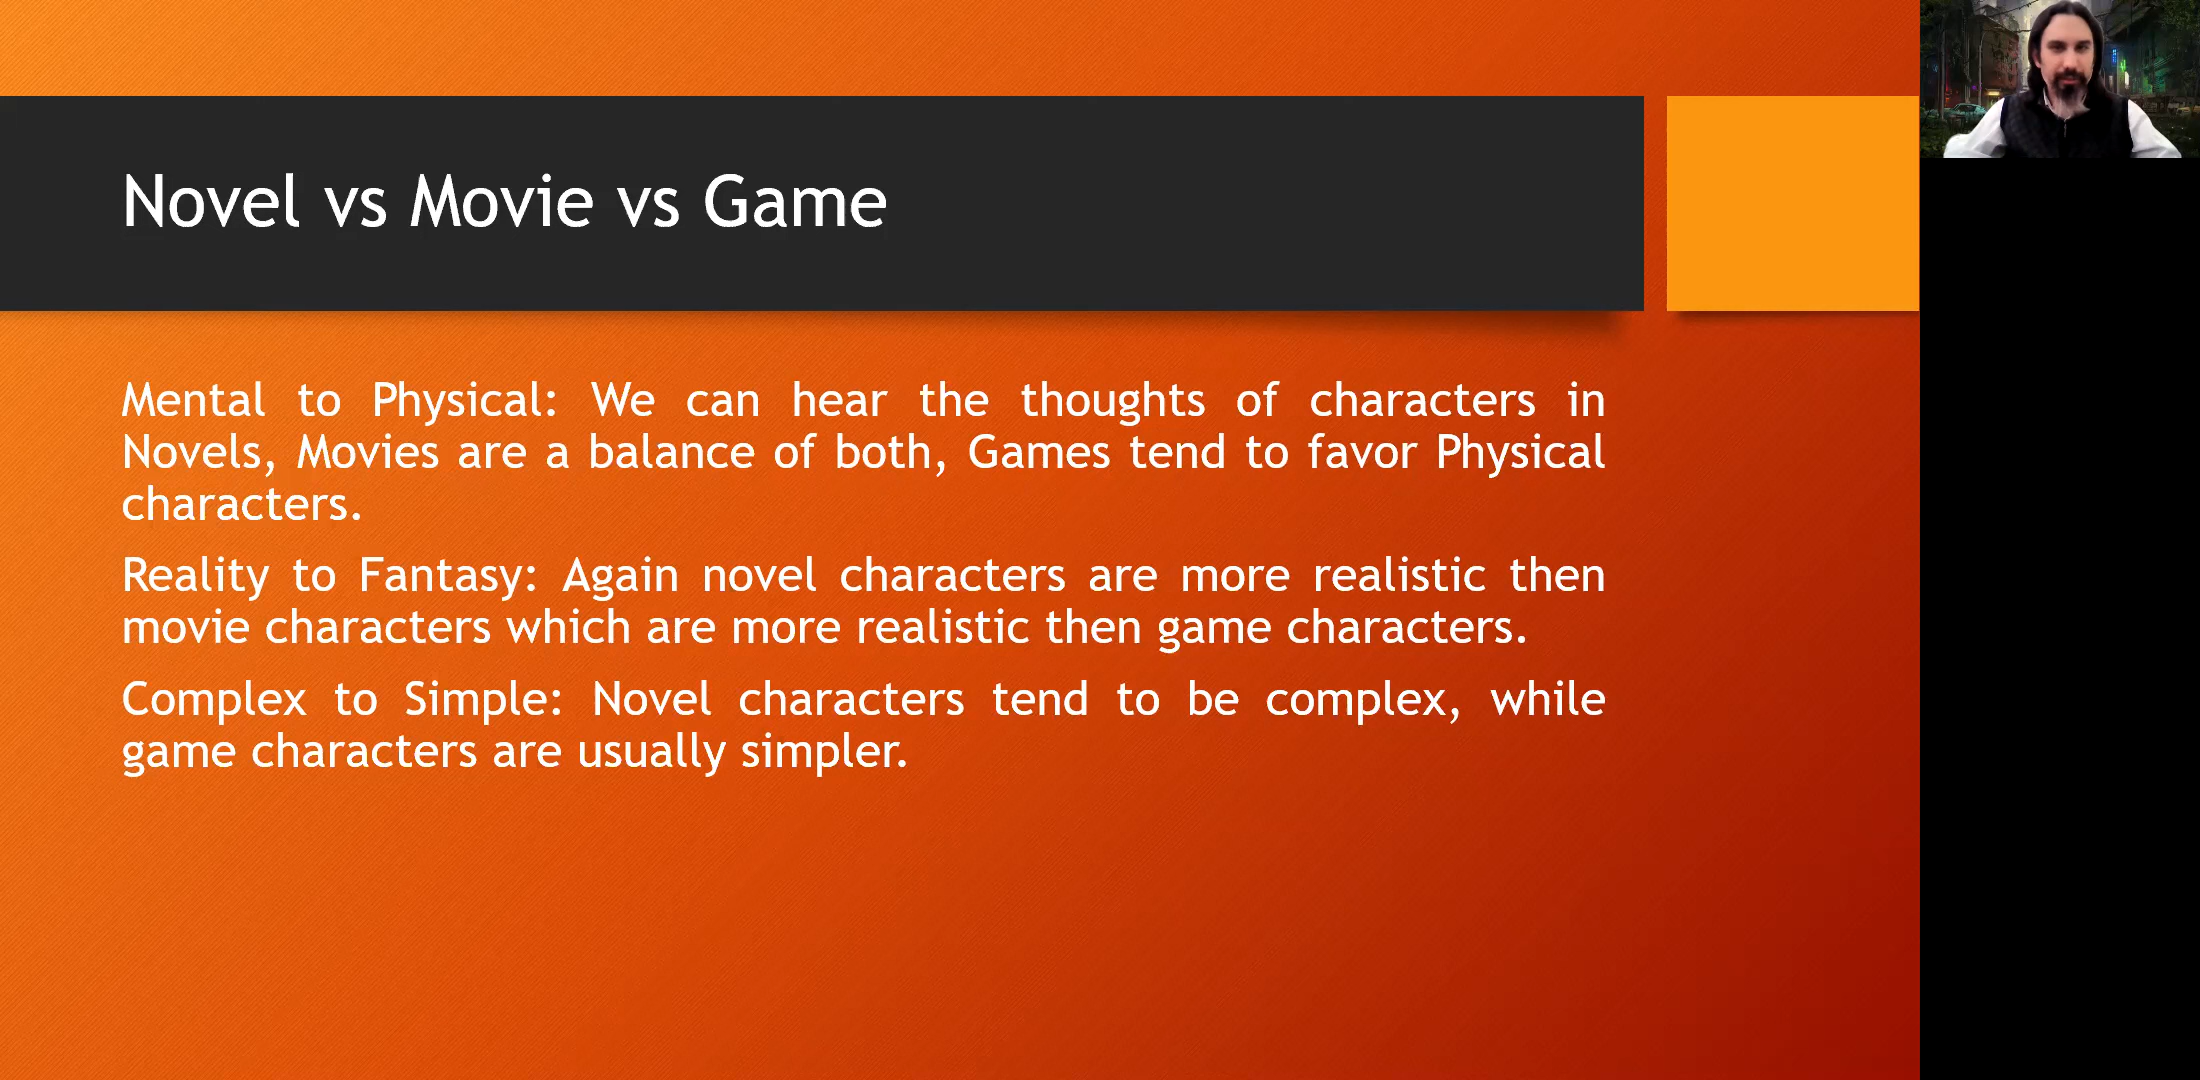 Novel vs Movie vs Game
Mental to Physical: We can hear the thoughts of characters in
Novels, Movies are a balance of both, Games tend to favor Physical
characters.
Reality to Fantasy: Again novel characters are more realistic then
movie characters which are more realistic then game characters.
Complex to Simple: Novel characters tend to be complex, while
game characters are usually simpler.